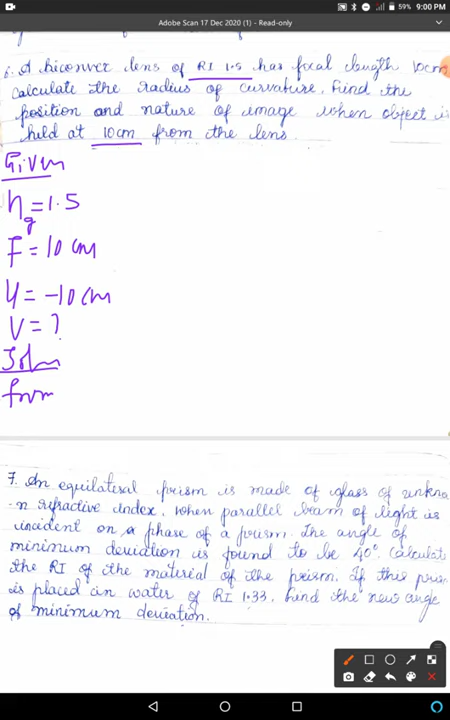 59% 9:00 PM
Adobe Scan 17 Dec 2020 (1) - Read-only
6. A biconvex lens of RI 1.5 has focal length 10cm
calculate the radius of curvature. Find the
position and nature of image when object is
held at 10cm from the lens.
Given
ng = 1.5
F = 10 cm
u = -10 cm
V = ?
Soln
from
7. An equilateral prism is made of glass of unkno
-n refractive index. When parallel beam of light is
incident on a phase of a prism. The angle of
minimum deviation is found to be 40°. Calculate
the RI of the material of the prism. If this pris
is placed in water of RI 1.33. Find the new angle
of minimum deviation.